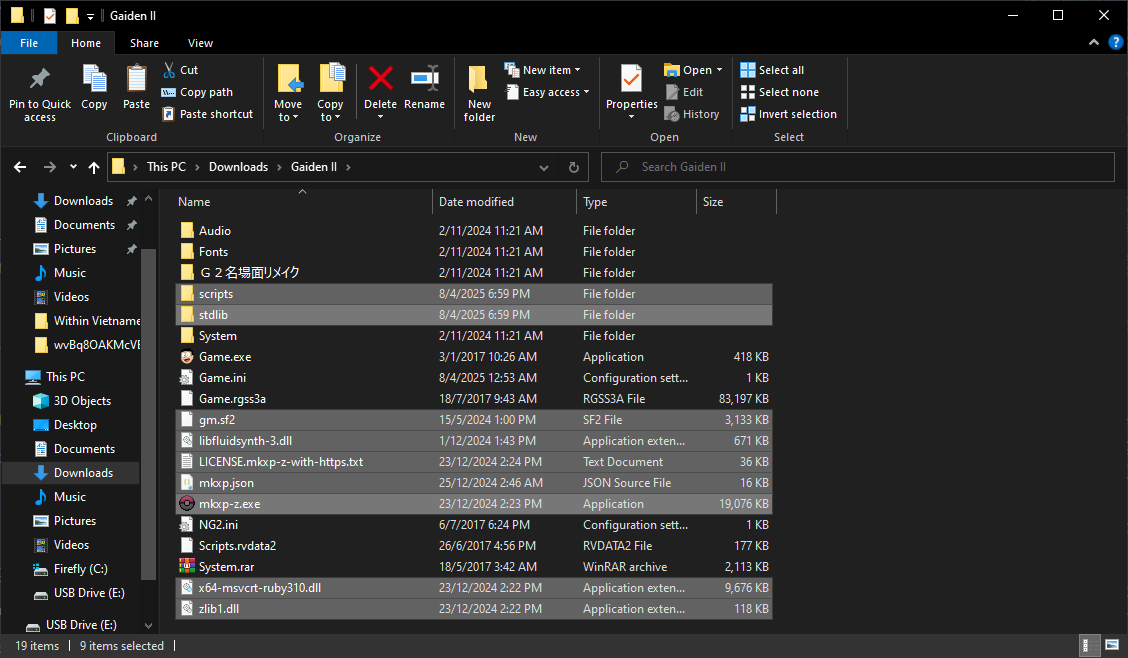 Gaiden II
File Home Share View
Pin to Quick access
Copy
Paste
Cut
Copy path
Paste shortcut
Clipboard
Move to
Copy to
Delete
Rename
Organize
New folder
New item
Easy access
New
Properties
Open
Edit
History
Open
Select all
Select none
Invert selection
Select
This PC > Downloads > Gaiden II >
Search Gaiden II
Downloads
Documents
Pictures
Music
Videos
Within Vietname
wvBq8OAKMcVE
This PC
3D Objects
Desktop
Documents
Downloads
Music
Pictures
Videos
Firefly (C:)
USB Drive (E:)
USB Drive (E:)
Name Date modified Type Size
Audio 2/11/2024 11:21 AM File folder
Fonts 2/11/2024 11:21 AM File folder
Ｇ２名場面リメイク 2/11/2024 11:21 AM File folder
scripts 8/4/2025 6:59 PM File folder
stdlib 8/4/2025 6:59 PM File folder
System 2/11/2024 11:21 AM File folder
Game.exe 3/1/2017 10:26 AM Application 418 KB
Game.ini 8/4/2025 12:53 AM Configuration sett... 1 KB
Game.rgss3a 18/7/2017 9:43 AM RGSS3A File 83,197 KB
gm.sf2 15/5/2024 1:00 PM SF2 File 3,133 KB
libfluidsynth-3.dll 1/12/2024 1:43 PM Application exten... 671 KB
LICENSE.mkxp-z-with-https.txt 23/12/2024 2:24 PM Text Document 36 KB
mkxp.json 25/12/2024 2:46 AM JSON Source File 16 KB
mkxp-z.exe 23/12/2024 2:23 PM Application 19,076 KB
NG2.ini 6/7/2017 6:24 PM Configuration sett... 1 KB
Scripts.rvdata2 26/6/2017 4:56 PM RVDATA2 File 177 KB
System.rar 18/5/2017 3:42 AM WinRAR archive 2,113 KB
x64-msvcrt-ruby310.dll 23/12/2024 2:22 PM Application exten... 9,676 KB
zlib1.dll 23/12/2024 2:22 PM Application exten... 118 KB
19 items 9 items selected